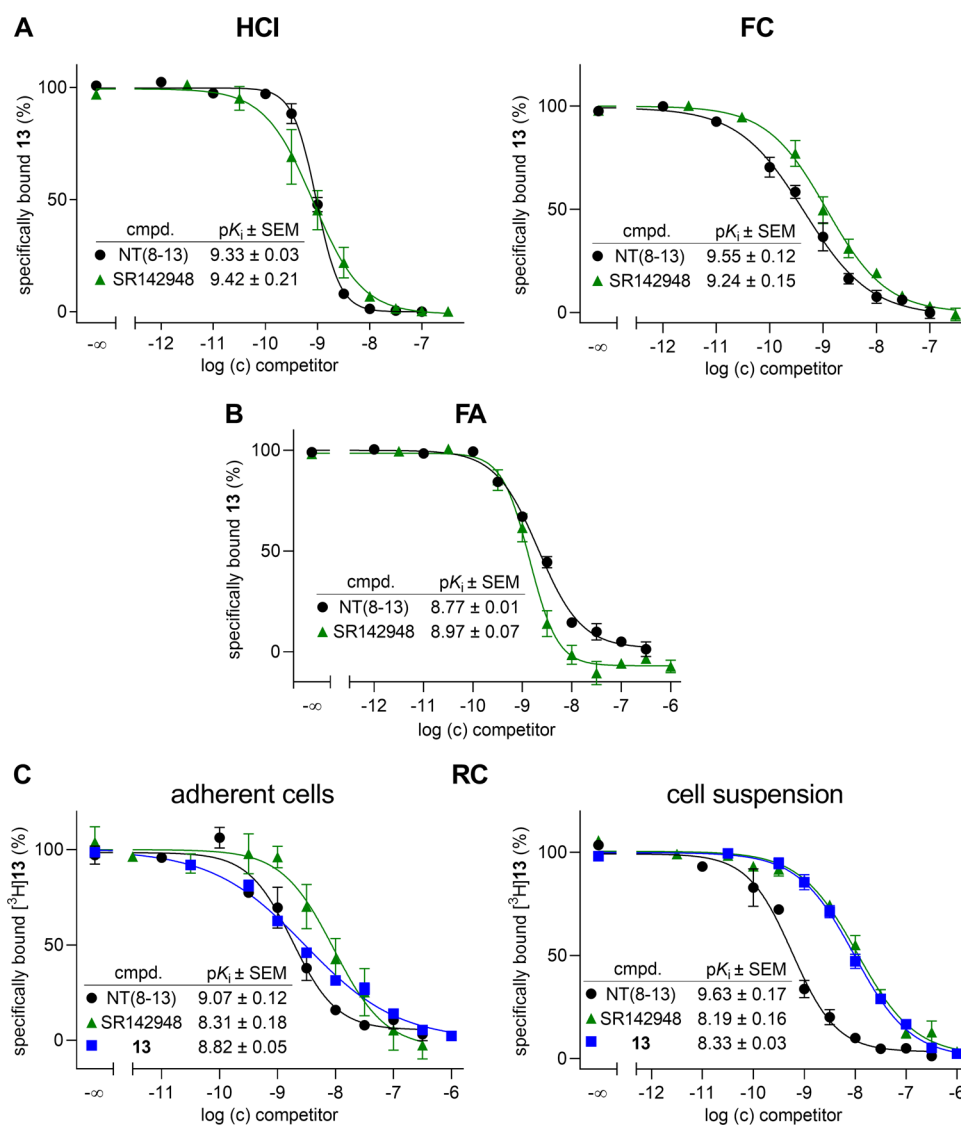 A
HCI
specifically bound 13 (%)
100
50
0
cmpd. pKi ± SEM
NT(8-13) 9.33 ± 0.03
SR142948 9.42 ± 0.21
-∞ -12 -11 -10 -9 -8 -7
log (c) competitor
FC
specifically bound 13 (%)
100
50
0
cmpd. pKi ± SEM
NT(8-13) 9.55 ± 0.12
SR142948 9.24 ± 0.15
-∞ -12 -11 -10 -9 -8 -7
log (c) competitor
B
FA
specifically bound 13 (%)
100
50
0
cmpd. pKi ± SEM
NT(8-13) 8.77 ± 0.01
SR142948 8.97 ± 0.07
-∞ -12 -11 -10 -9 -8 -7 -6
log (c) competitor
C
RC
adherent cells
specifically bound [³H]13 (%)
100
50
0
cmpd. pKi ± SEM
NT(8-13) 9.07 ± 0.12
SR142948 8.31 ± 0.18
13 8.82 ± 0.05
-∞ -11 -10 -9 -8 -7 -6
log (c) competitor
cell suspension
specifically bound [³H]13 (%)
100
50
0
cmpd. pKi ± SEM
NT(8-13) 9.63 ± 0.17
SR142948 8.19 ± 0.16
13 8.33 ± 0.03
-∞ -12 -11 -10 -9 -8 -7 -6
log (c) competitor